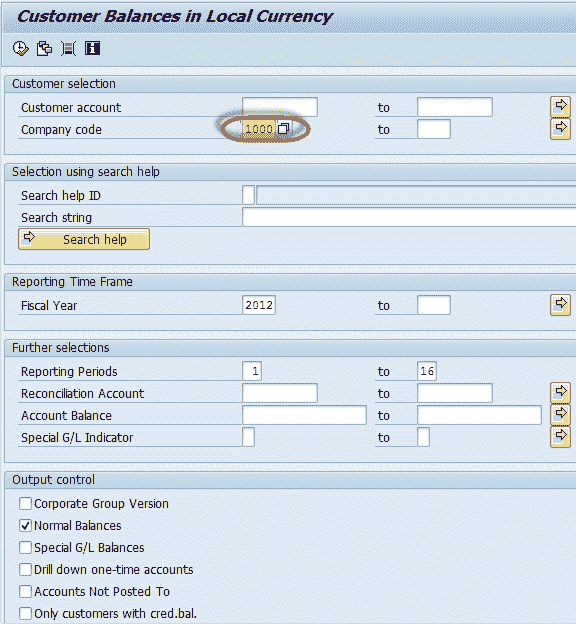 Customer Balances in Local Currency
Customer selection
Customer account to
Company code 1000 to
Selection using search help
Search help ID
Search string
Search help
Reporting Time Frame
Fiscal Year 2012 to
Further selections
Reporting Periods 1 to 16
Reconciliation Account to
Account Balance to
Special G/L Indicator to
Output control
Corporate Group Version
Normal Balances
Special G/L Balances
Drill down one-time accounts
Accounts Not Posted To
Only customers with cred.bal.